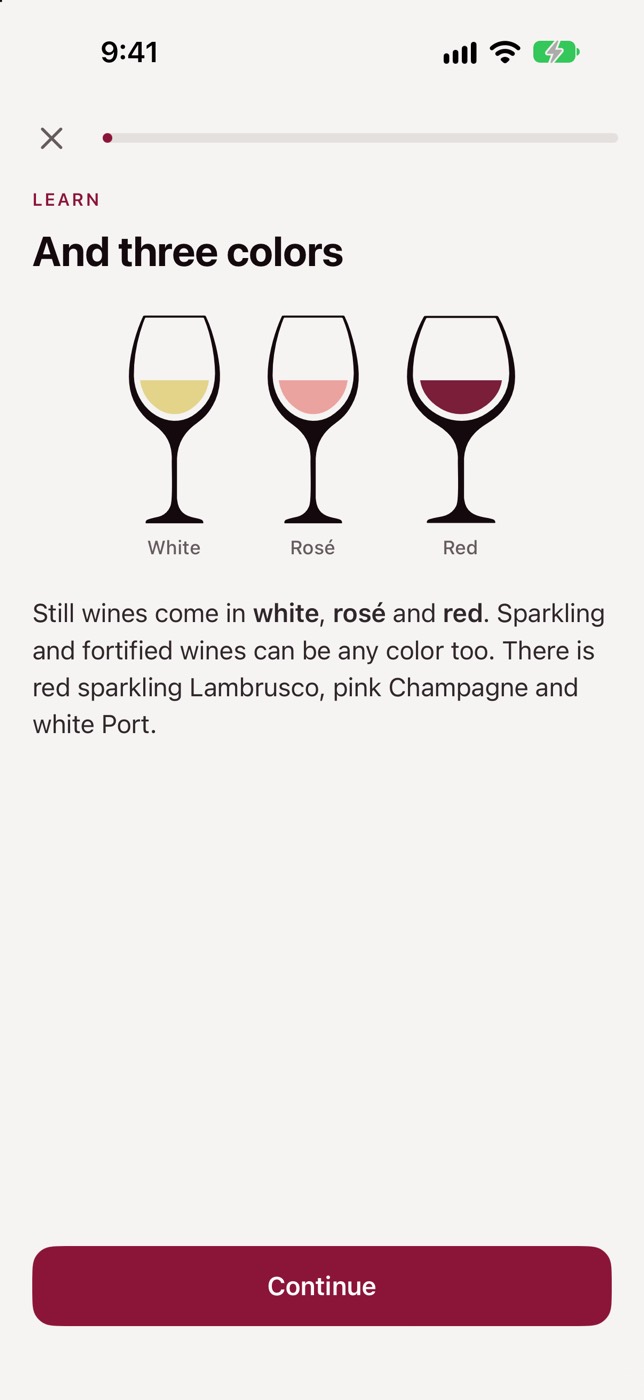 9:41
LEARN
And three colors
White
Rosé
Red
Still wines come in white, rosé and red. Sparkling
and fortified wines can be any color too. There is
red sparkling Lambrusco, pink Champagne and
white Port.
Continue